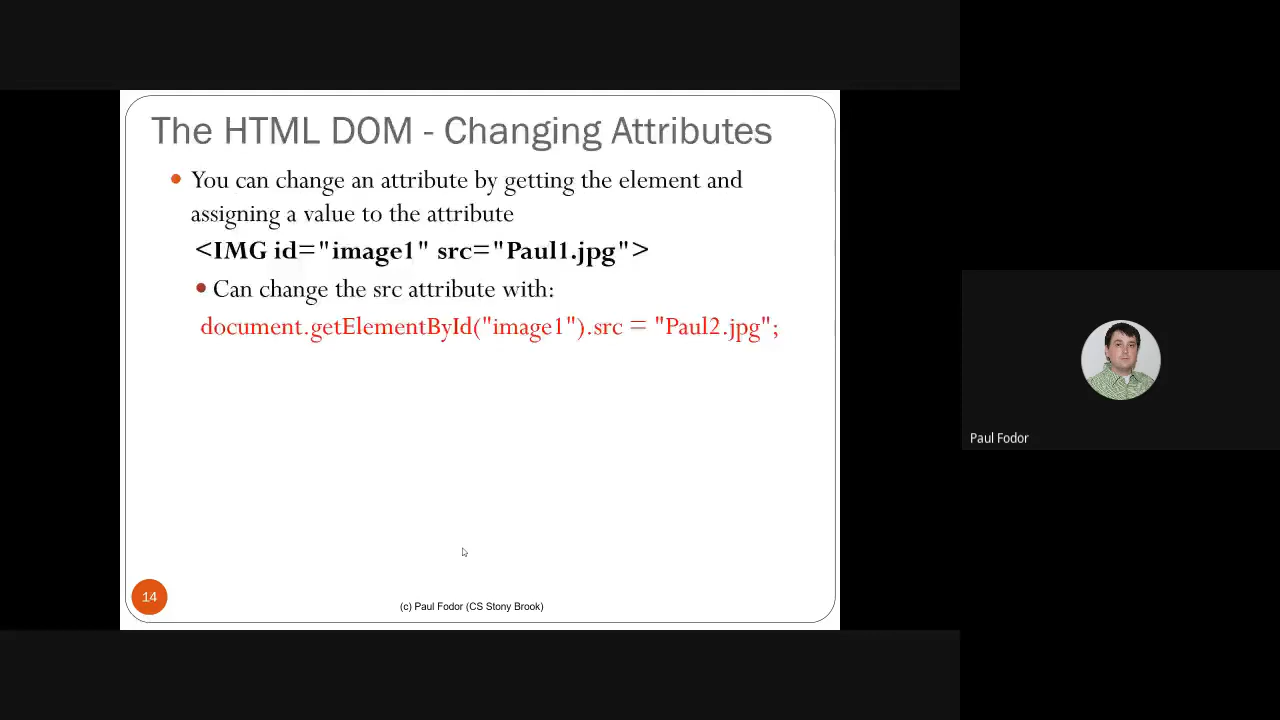 The HTML DOM - Changing Attributes
You can change an attribute by getting the element and
assigning a value to the attribute
<IMG id="image1" src="Paul1.jpg">
Can change the src attribute with:
document.getElementById("image1").src = "Paul2.jpg";
Paul Fodor
14
(c) Paul Fodor (CS Stony Brook)